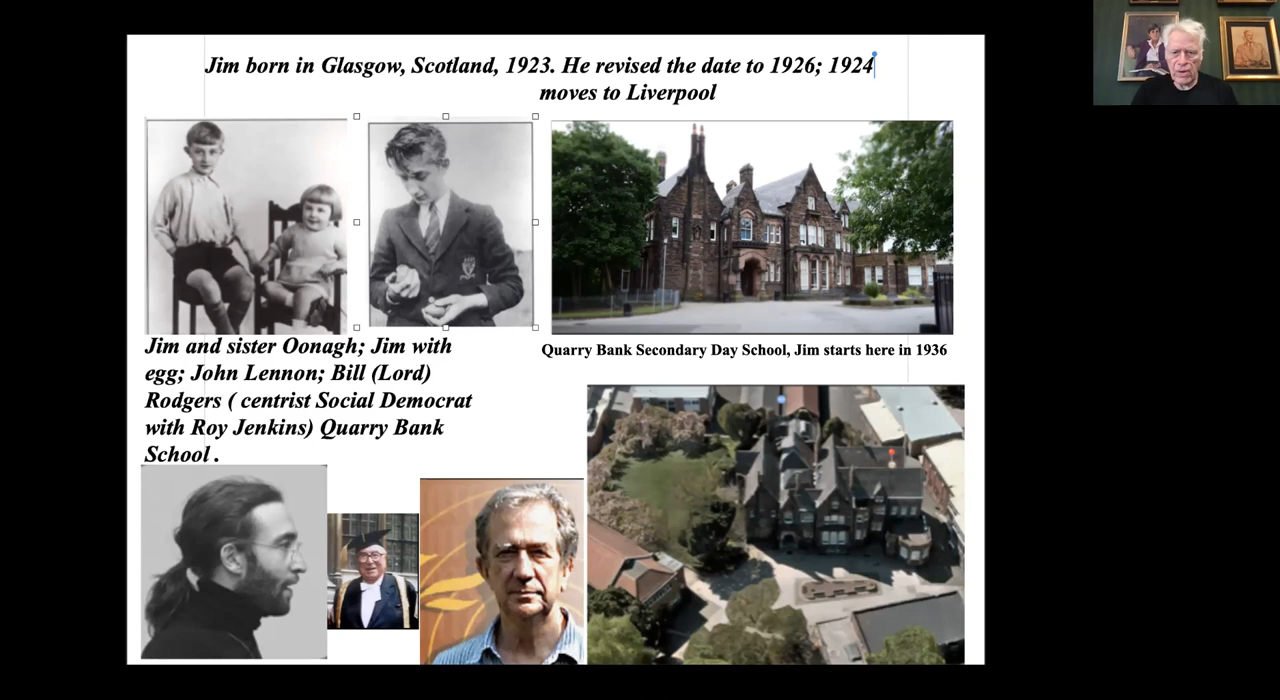 Jim born in Glasgow, Scotland, 1923. He revised the date to 1926; 1924
moves to Liverpool
Jim and sister Oonagh; Jim with
egg; John Lennon; Bill (Lord)
Rodgers ( centrist Social Democrat
with Roy Jenkins) Quarry Bank
School .
Quarry Bank Secondary Day School, Jim starts here in 1936